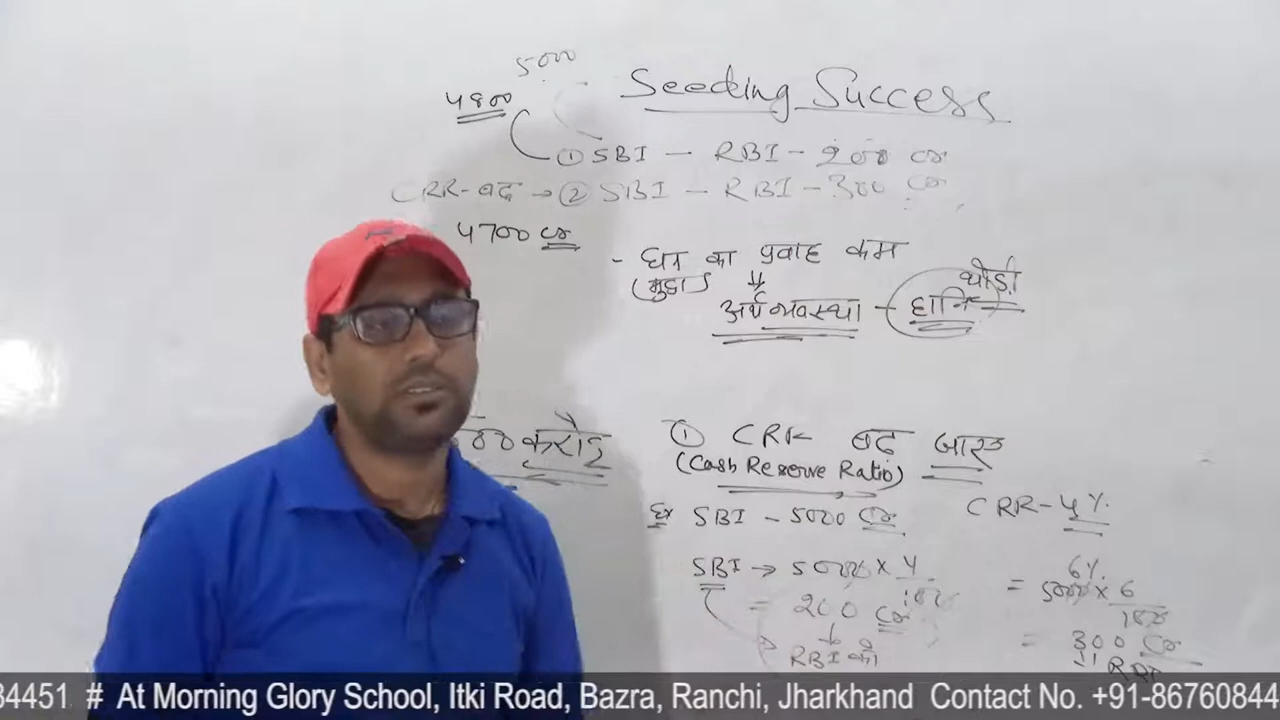 5000
Seeding Success
4800
① SBI – RBI – 200 cr
CRR-बढ़ → ② SBI – RBI – 300 cr
4700 cr
- धन का प्रवाह कम
(मुद्रा)
⇓
थोड़ी
अर्थव्यवस्था – हानि
00 करोड़
① CRR बढ़ जाए
(Cash Reserve Ratio)
SBI – 5000 Cr
CRR – 4%
SBI → 5000 × 4/100
6%
= 5000 × 6/100
= 200 Cr
= 300 Cr
↓
RBI को
RBI
34451 # At Morning Glory School, Itki Road, Bazra, Ranchi, Jharkhand Contact No. +91-86760844